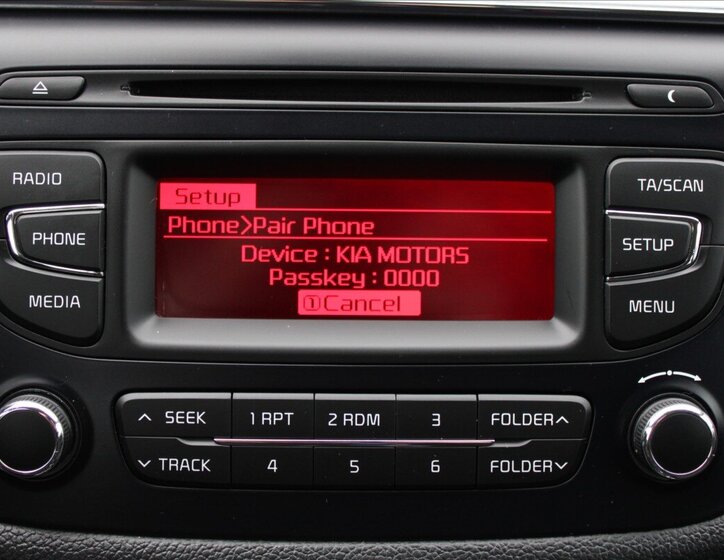 RADIO
TA/SCAN
PHONE
SETUP
MEDIA
MENU
Setup
Phone>Pair Phone
Device : KIA MOTORS
Passkey : 0000
①Cancel
SEEK
1 RPT
2 RDM
3
FOLDER
TRACK
4
5
6
FOLDER